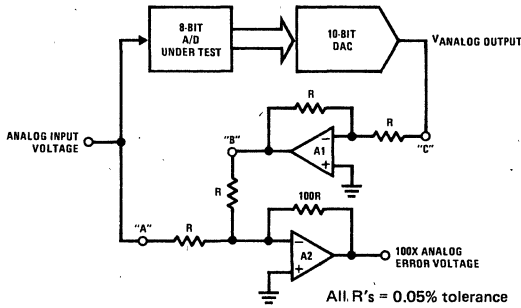 8-BIT
A/D
UNDER TEST
10-BIT
DAC
VANALOG OUTPUT
R
ANALOG INPUT
VOLTAGE
"B"
A1
-
+
R
"C"
R
100R
"A"
R
-
A2
+
100X ANALOG
ERROR VOLTAGE
All R's = 0.05% tolerance